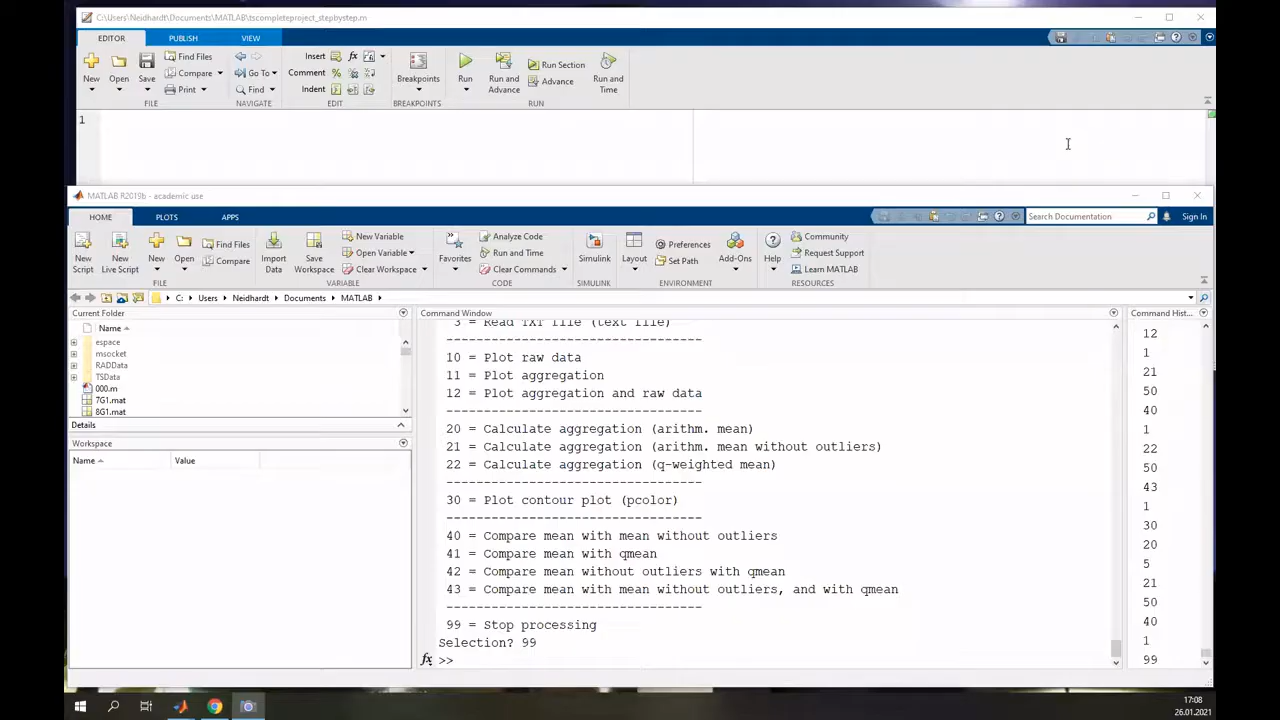 C:\Users\Neidhardt\Documents\MATLAB\tscompleteproject_stepbystep.m
EDITOR PUBLISH VIEW
New Open Save Find Files Compare Print
Go To Find
Insert Comment Indent
Breakpoints
Run Run and Advance Run Section Advance Run and Time
FILE NAVIGATE EDIT BREAKPOINTS RUN
1
MATLAB R2019b - academic use
HOME PLOTS APPS
Search Documentation Sign In
New Script New Live Script New Open Find Files Compare
Import Data Save Workspace New Variable Open Variable Clear Workspace
Favorites Analyze Code Run and Time Clear Commands
Simulink Layout Preferences Set Path Add-Ons
Help Community Request Support Learn MATLAB
FILE VARIABLE CODE SIMULINK ENVIRONMENT RESOURCES
C: Users Neidhardt Documents MATLAB
Current Folder
Name
espace
msocket
RADData
TSData
000.m
7G1.mat
8G1.mat
Details
Workspace
Name Value
Command Window
3 = Read TXT file (text file)
----------------------------------
10 = Plot raw data
11 = Plot aggregation
12 = Plot aggregation and raw data
----------------------------------
20 = Calculate aggregation (arithm. mean)
21 = Calculate aggregation (arithm. mean without outliers)
22 = Calculate aggregation (q-weighted mean)
----------------------------------
30 = Plot contour plot (pcolor)
----------------------------------
40 = Compare mean with mean without outliers
41 = Compare mean with qmean
42 = Compare mean without outliers with qmean
43 = Compare mean with mean without outliers, and with qmean
----------------------------------
99 = Stop processing
Selection? 99
fx >>
Command Hist...
12
1
21
50
40
1
22
50
43
1
30
20
5
21
50
40
1
99
17:08
26.01.2021